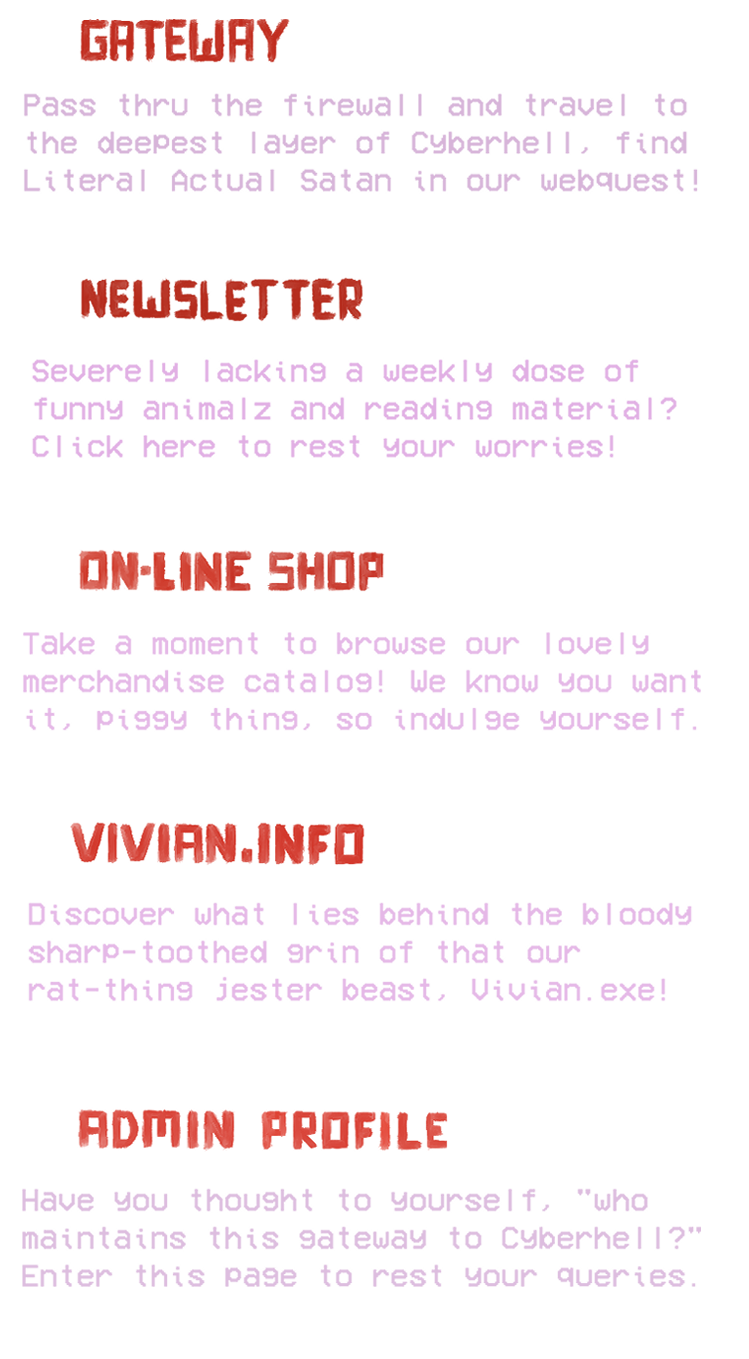 GATEWAY
Pass thru the firewall and travel to
the deepest layer of Cyberhell, find
Literal Actual Satan in our webquest!
NEWSLETTER
Severely lacking a weekly dose of
funny animalz and reading material?
Click here to rest your worries!
ON-LINE SHOP
Take a moment to browse our lovely
merchandise catalog! We know you want
it, piggy thing, so indulge yourself.
VIVIAN.INFO
Discover what lies behind the bloody
sharp-toothed grin of that our
rat-thing jester beast, Vivian.exe!
ADMIN PROFILE
Have you thought to yourself, "who
maintains this gateway to Cyberhell?"
Enter this page to rest your queries.